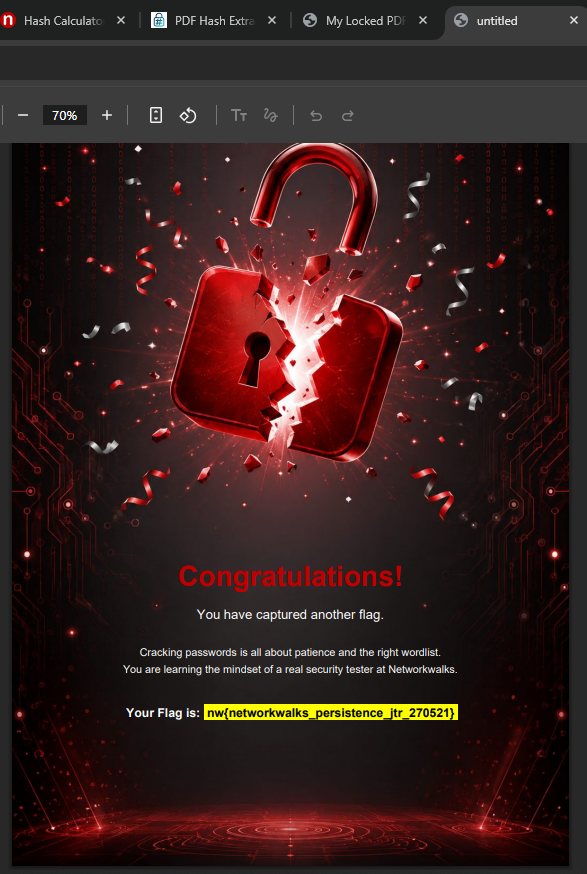 Hash Calculato
PDF Hash Extra
My Locked PDF
untitled
70%
Congratulations!
You have captured another flag.
Cracking passwords is all about patience and the right wordlist.
You are learning the mindset of a real security tester at Networkwalks.
Your Flag is: nw{networkwalks_persistence_jtr_270521}